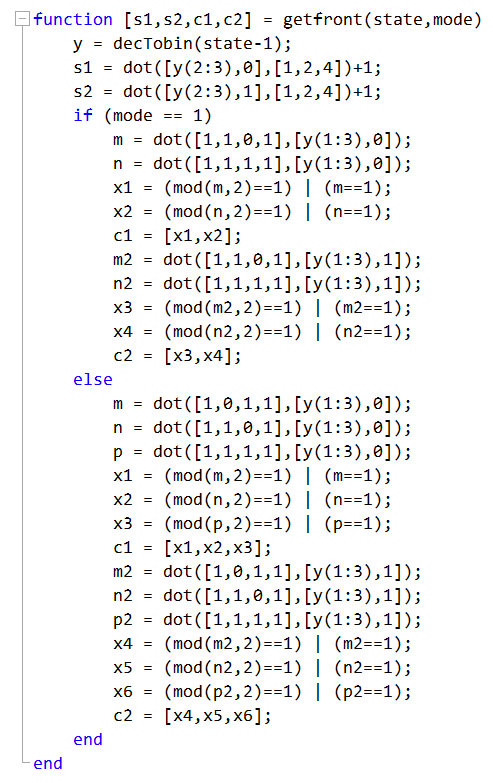 function [s1,s2,c1,c2] = getfront(state,mode)
    y = decTobin(state-1);
    s1 = dot([y(2:3),0],[1,2,4])+1;
    s2 = dot([y(2:3),1],[1,2,4])+1;
    if (mode == 1)
        m = dot([1,1,0,1],[y(1:3),0]);
        n = dot([1,1,1,1],[y(1:3),0]);
        x1 = (mod(m,2)==1) | (m==1);
        x2 = (mod(n,2)==1) | (n==1);
        c1 = [x1,x2];
        m2 = dot([1,1,0,1],[y(1:3),1]);
        n2 = dot([1,1,1,1],[y(1:3),1]);
        x3 = (mod(m2,2)==1) | (m2==1);
        x4 = (mod(n2,2)==1) | (n2==1);
        c2 = [x3,x4];
    else
        m = dot([1,0,1,1],[y(1:3),0]);
        n = dot([1,1,0,1],[y(1:3),0]);
        p = dot([1,1,1,1],[y(1:3),0]);
        x1 = (mod(m,2)==1) | (m==1);
        x2 = (mod(n,2)==1) | (n==1);
        x3 = (mod(p,2)==1) | (p==1);
        c1 = [x1,x2,x3];
        m2 = dot([1,0,1,1],[y(1:3),1]);
        n2 = dot([1,1,0,1],[y(1:3),1]);
        p2 = dot([1,1,1,1],[y(1:3),1]);
        x4 = (mod(m2,2)==1) | (m2==1);
        x5 = (mod(n2,2)==1) | (n2==1);
        x6 = (mod(p2,2)==1) | (p2==1);
        c2 = [x4,x5,x6];
    end
end